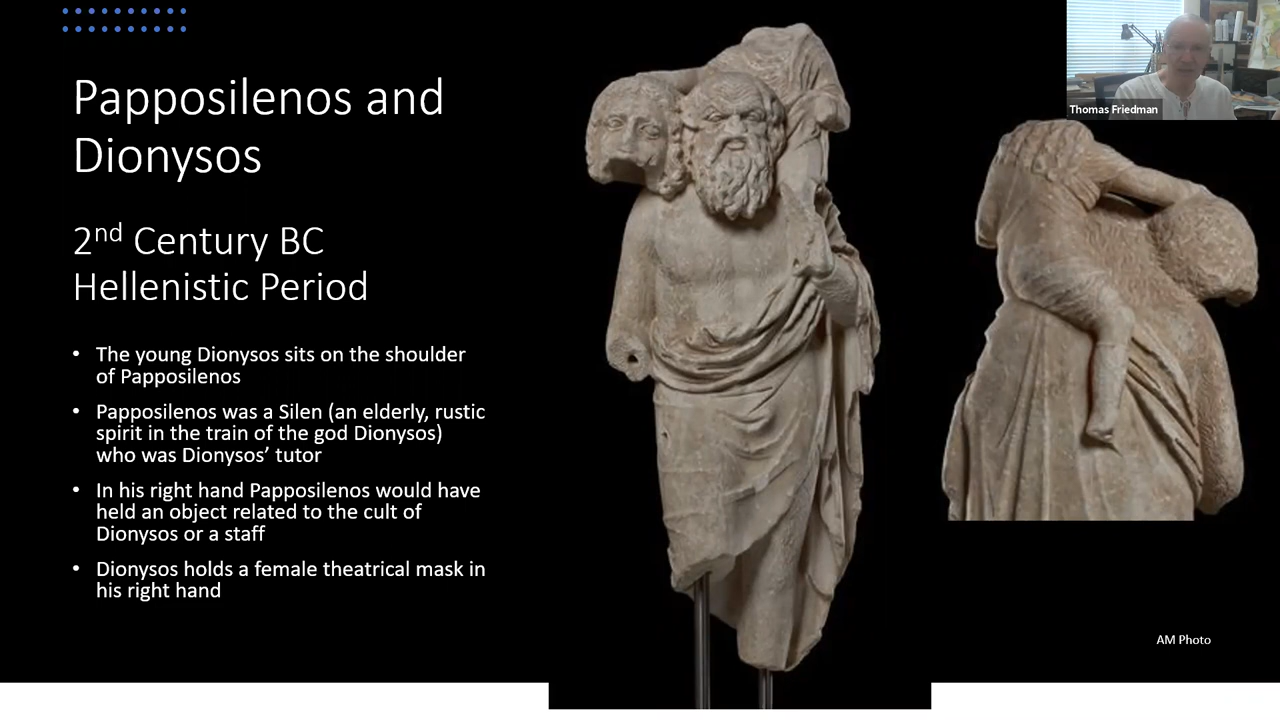 Papposilenos and
Dionysos
2nd Century BC
Hellenistic Period
• The young Dionysos sits on the shoulder
of Papposilenos
• Papposilenos was a Silen (an elderly, rustic
spirit in the train of the god Dionysos)
who was Dionysos’ tutor
• In his right hand Papposilenos would have
held an object related to the cult of
Dionysos or a staff
• Dionysos holds a female theatrical mask in
his right hand
Thomas Friedman
AM Photo